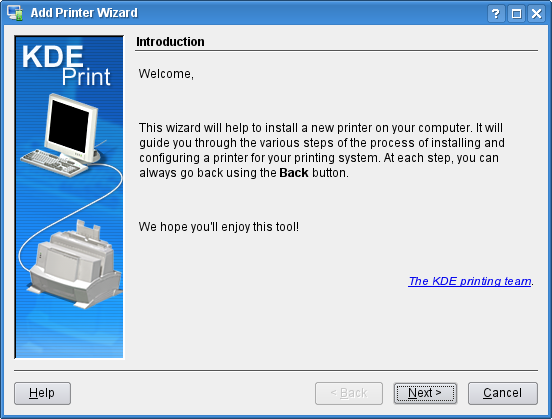 Add Printer Wizard
?
KDE
Print
Introduction
Welcome,
This wizard will help to install a new printer on your computer. It will
guide you through the various steps of the process of installing and
configuring a printer for your printing system. At each step, you can
always go back using the Back button.
We hope you'll enjoy this tool!
The KDE printing team.
Help
< Back
Next >
Cancel